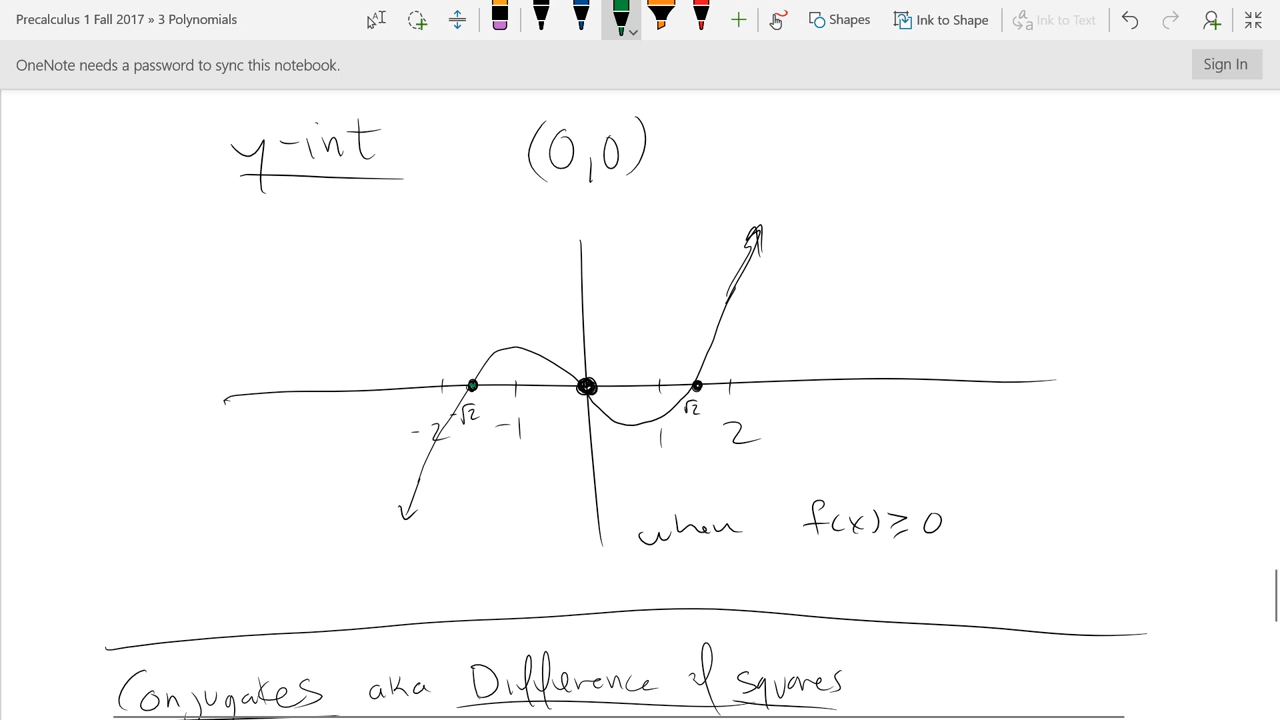 Precalculus 1 Fall 2017 » 3 Polynomials
Shapes
Ink to Shape
Ink to Text
OneNote needs a password to sync this notebook.
Sign In
y-int (0,0)
-2 -√2 -1 1 √2 2
when f(x) ≥ 0
Conjugates aka Difference of squares